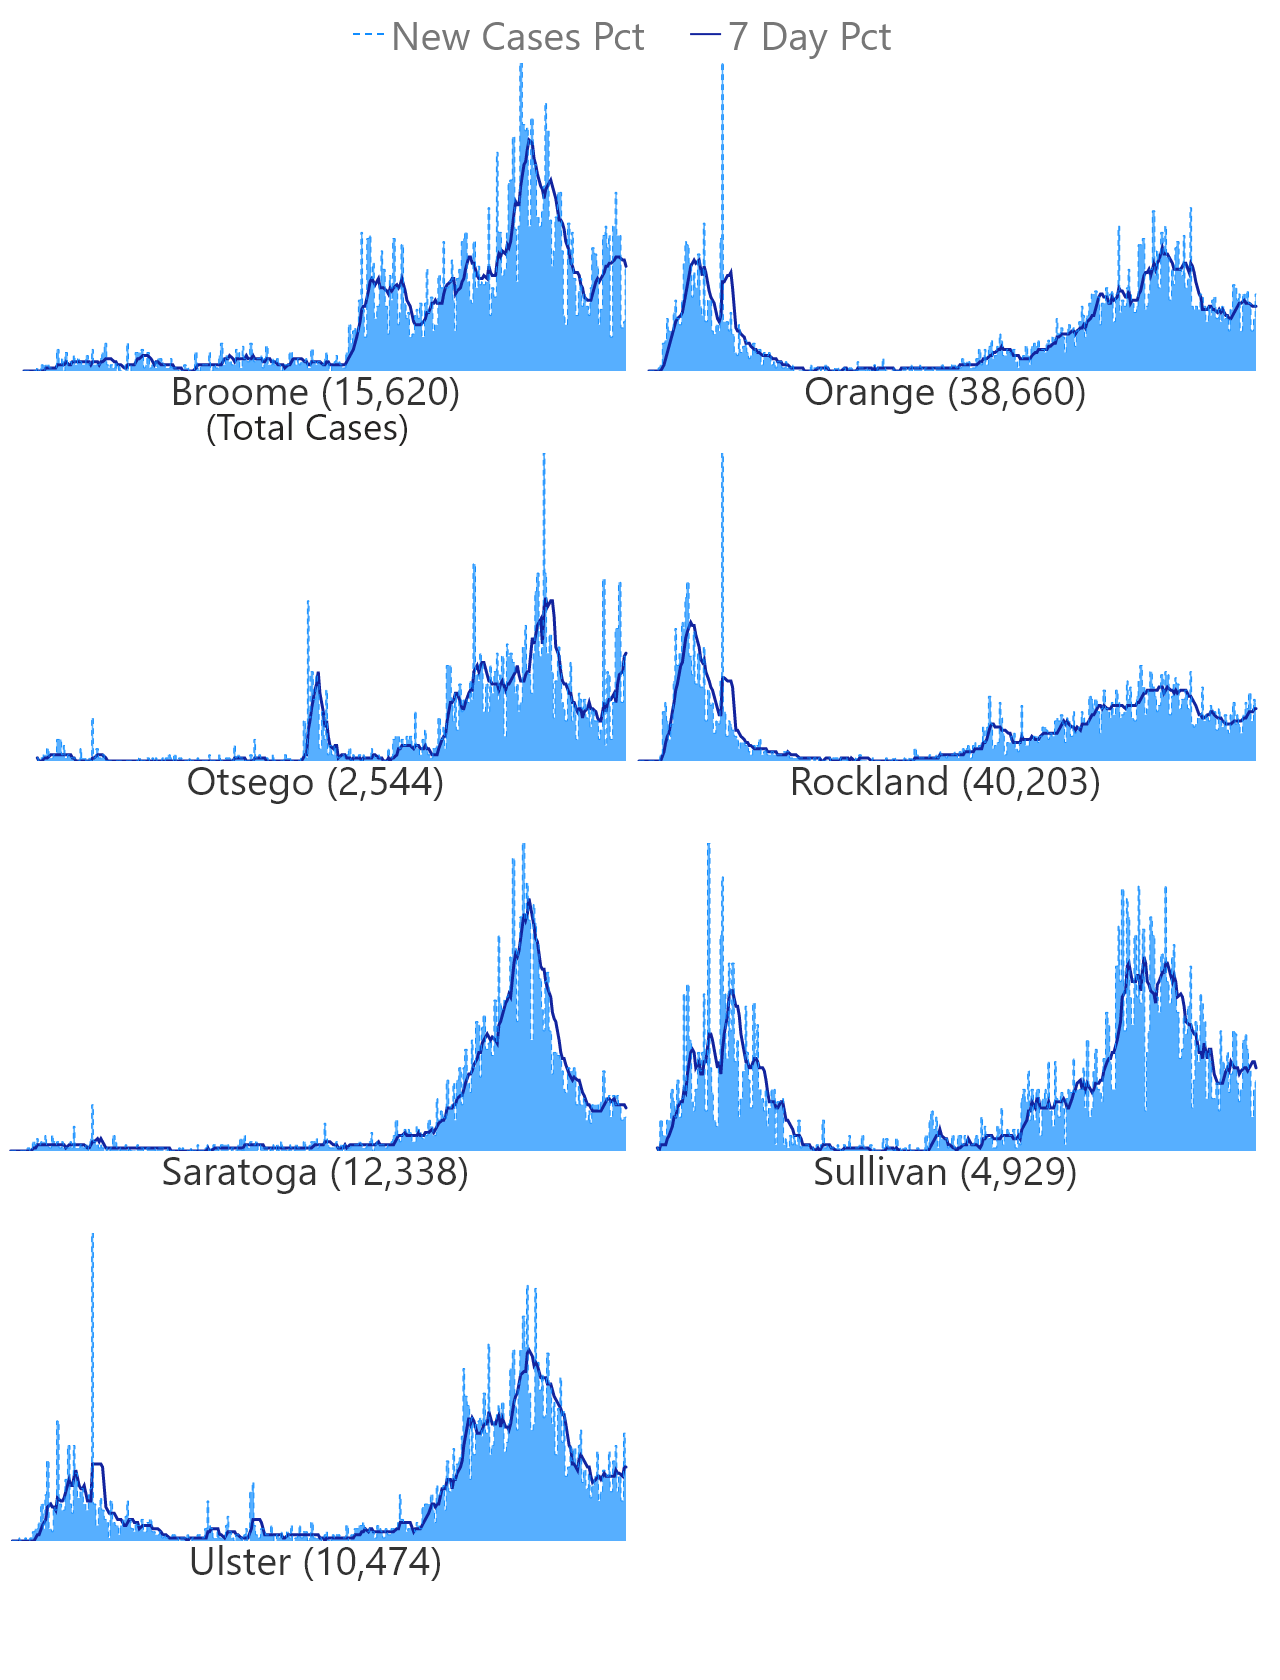 New Cases Pct 7 Day Pct
Broome (15,620) Orange (38,660)
(Total Cases)
Otsego (2,544) Rockland (40,203)
Saratoga (12,338) Sullivan (4,929)
Ulster (10,474)